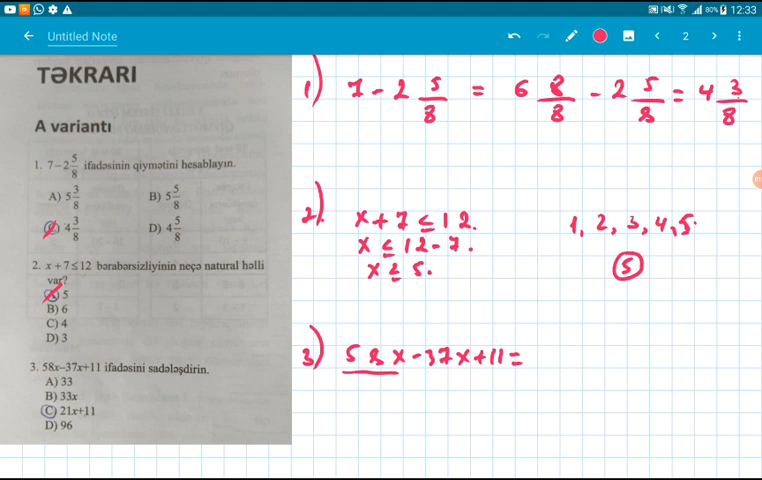 80% 12:33
Untitled Note
2
TƏKRARI
A variantı
1. 7 – 2 5/8 ifadəsinin qiymətini hesablayın.
A) 5 3/8 B) 5 5/8
C) 4 3/8 D) 4 5/8
2. x + 7 ≤ 12 bərabərsizliyinin neçə natural həlli
var?
A) 5
B) 6
C) 4
D) 3
3. 58x–37x+11 ifadəsini sadələşdirin.
A) 33
B) 33x
C) 21x+11
D) 96
1) 7 - 2 5/8 = 6 8/8 - 2 5/8 = 4 3/8
2). x + 7 ≤ 12.
x ≤ 12 - 7.
x ≤ 5.
1, 2, 3, 4, 5.
5
3) 58x - 37x + 11 =